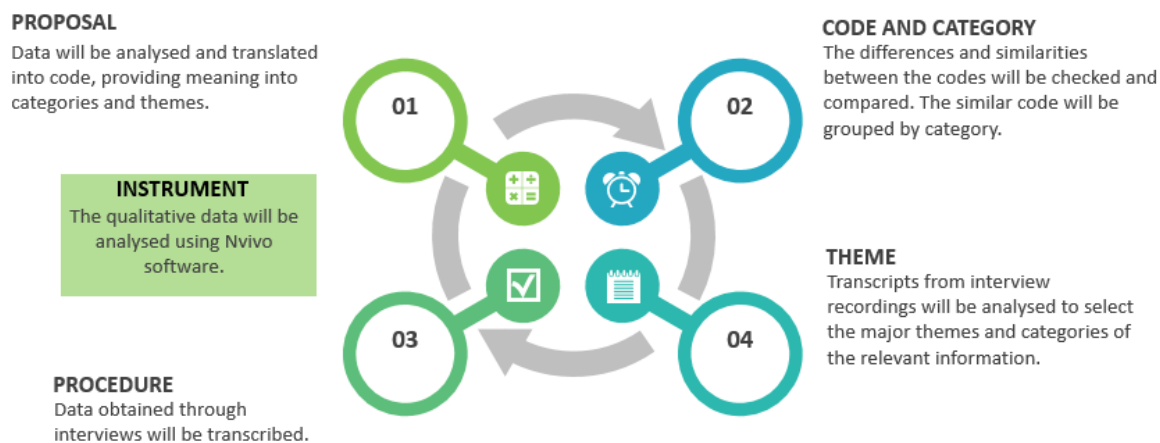 PROPOSAL
Data will be analysed and translated
into code, providing meaning into
categories and themes.
01
02
CODE AND CATEGORY
The differences and similarities
between the codes will be checked and
compared. The similar code will be
grouped by category.
INSTRUMENT
The qualitative data will be
analysed using Nvivo
software.
03
PROCEDURE
Data obtained through
interviews will be transcribed.
04
THEME
Transcripts from interview
recordings will be analysed to select
the major themes and categories of
the relevant information.